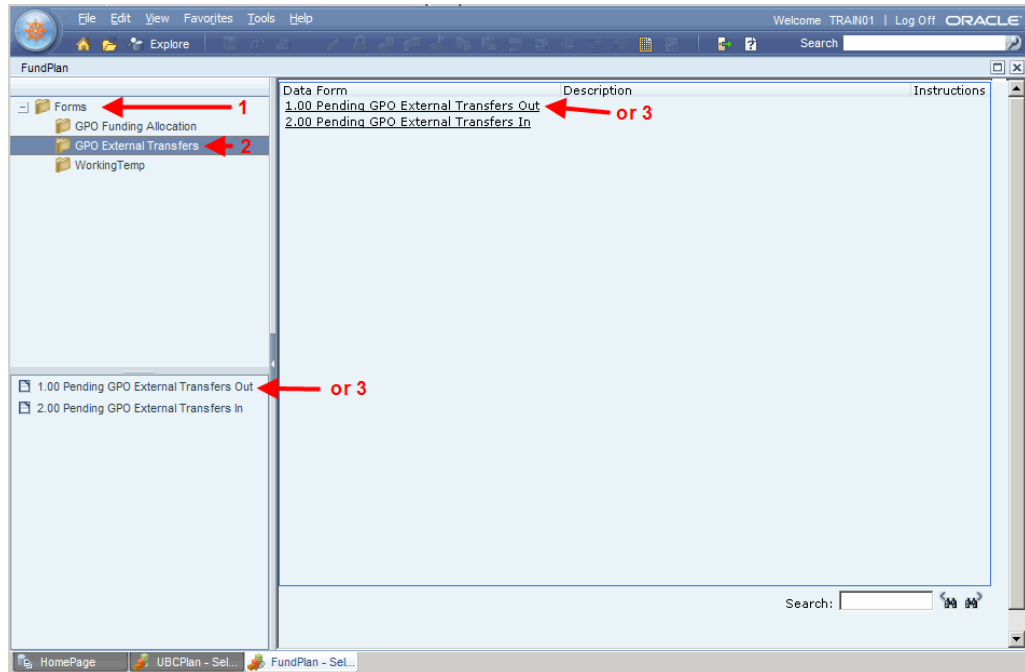 File Edit View Favorites Tools Help Welcome TRAIN01 | Log Off ORACLE
Explore Search
FundPlan
Forms 1
GPO Funding Allocation
GPO External Transfers 2
WorkingTemp
Data Form Description Instructions
1.00 Pending GPO External Transfers Out or 3
2.00 Pending GPO External Transfers In
1.00 Pending GPO External Transfers Out or 3
2.00 Pending GPO External Transfers In
Search:
HomePage UBCPlan - Sel... FundPlan - Sel...